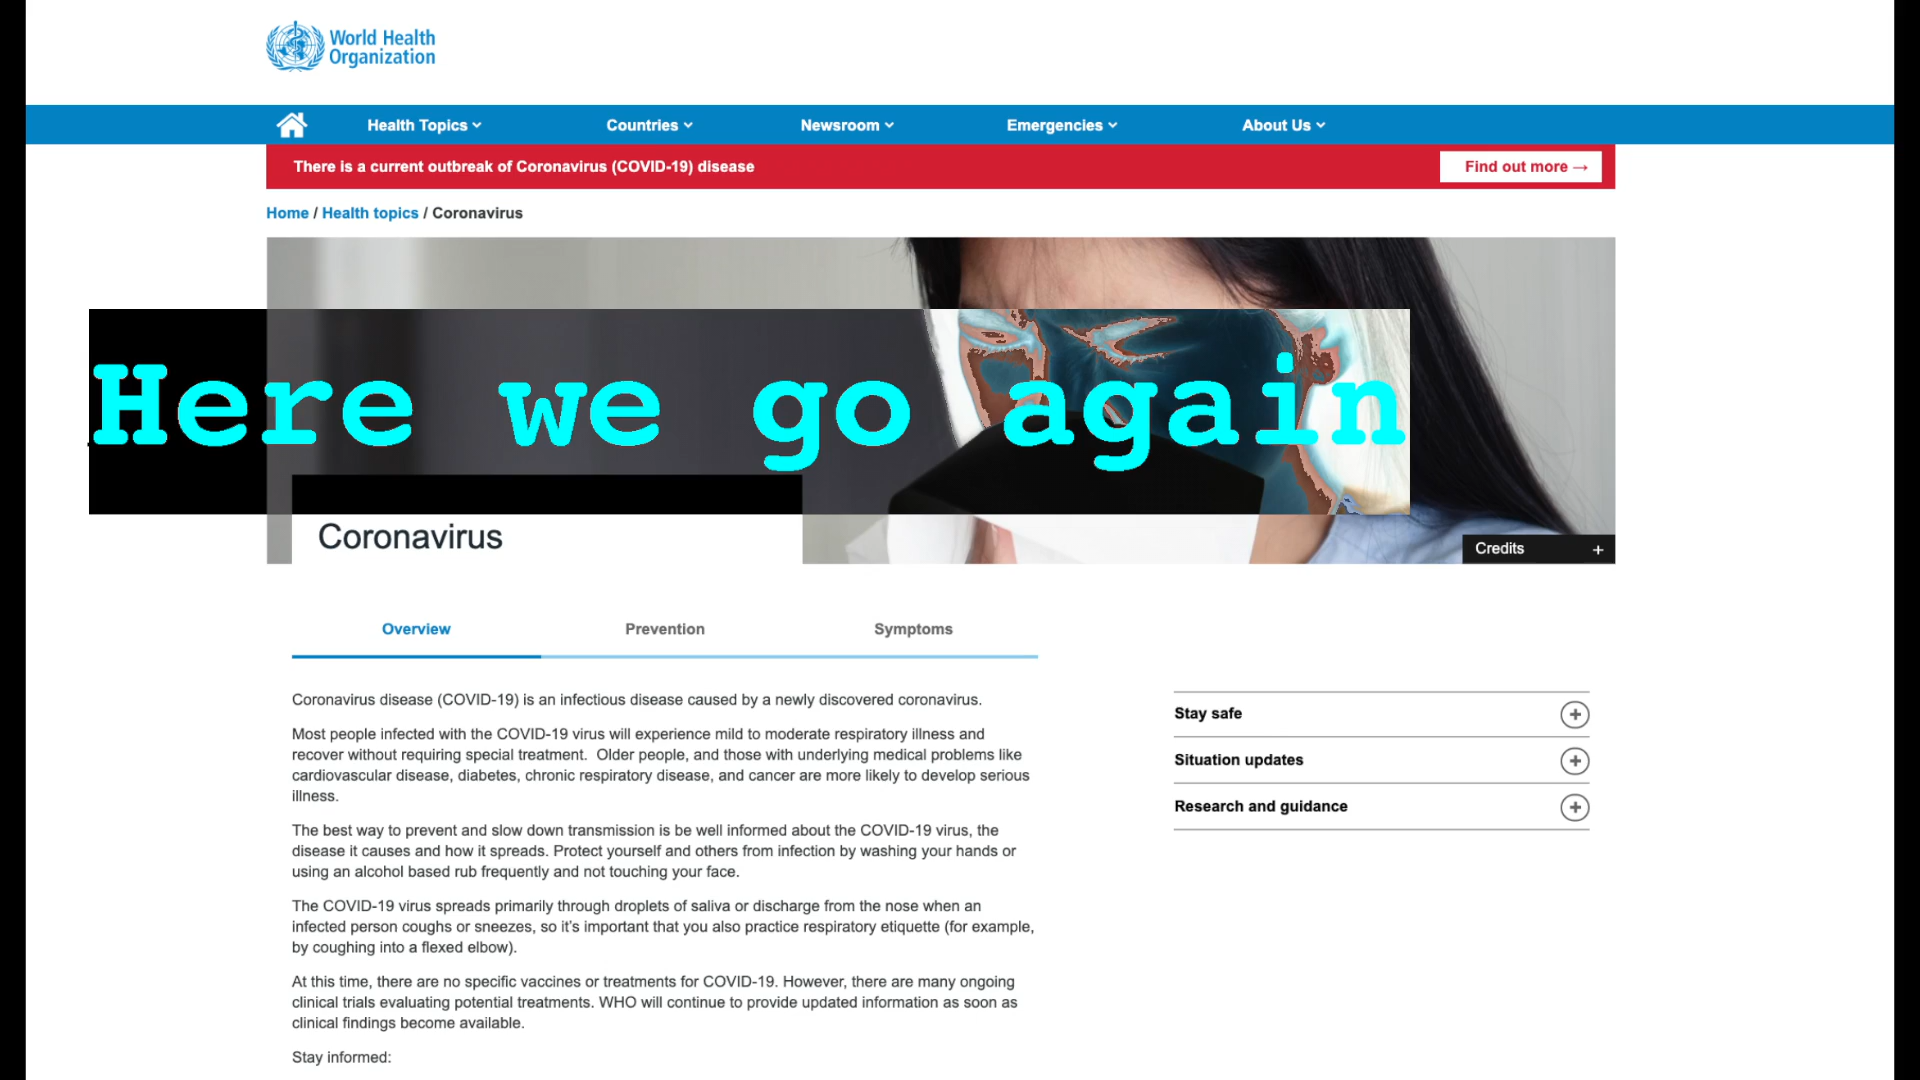 World Health
Organization
Health Topics
Countries
Newsroom
Emergencies
About Us
There is a current outbreak of Coronavirus (COVID-19) disease
Find out more →
Home / Health topics / Coronavirus
Here we go again
Coronavirus
Credits +
Overview
Prevention
Symptoms
Coronavirus disease (COVID-19) is an infectious disease caused by a newly discovered coronavirus.
Most people infected with the COVID-19 virus will experience mild to moderate respiratory illness and
recover without requiring special treatment.  Older people, and those with underlying medical problems like
cardiovascular disease, diabetes, chronic respiratory disease, and cancer are more likely to develop serious
illness.
The best way to prevent and slow down transmission is be well informed about the COVID-19 virus, the
disease it causes and how it spreads. Protect yourself and others from infection by washing your hands or
using an alcohol based rub frequently and not touching your face.
The COVID-19 virus spreads primarily through droplets of saliva or discharge from the nose when an
infected person coughs or sneezes, so it's important that you also practice respiratory etiquette (for example,
by coughing into a flexed elbow).
At this time, there are no specific vaccines or treatments for COVID-19. However, there are many ongoing
clinical trials evaluating potential treatments. WHO will continue to provide updated information as soon as
clinical findings become available.
Stay informed:
Stay safe
Situation updates
Research and guidance